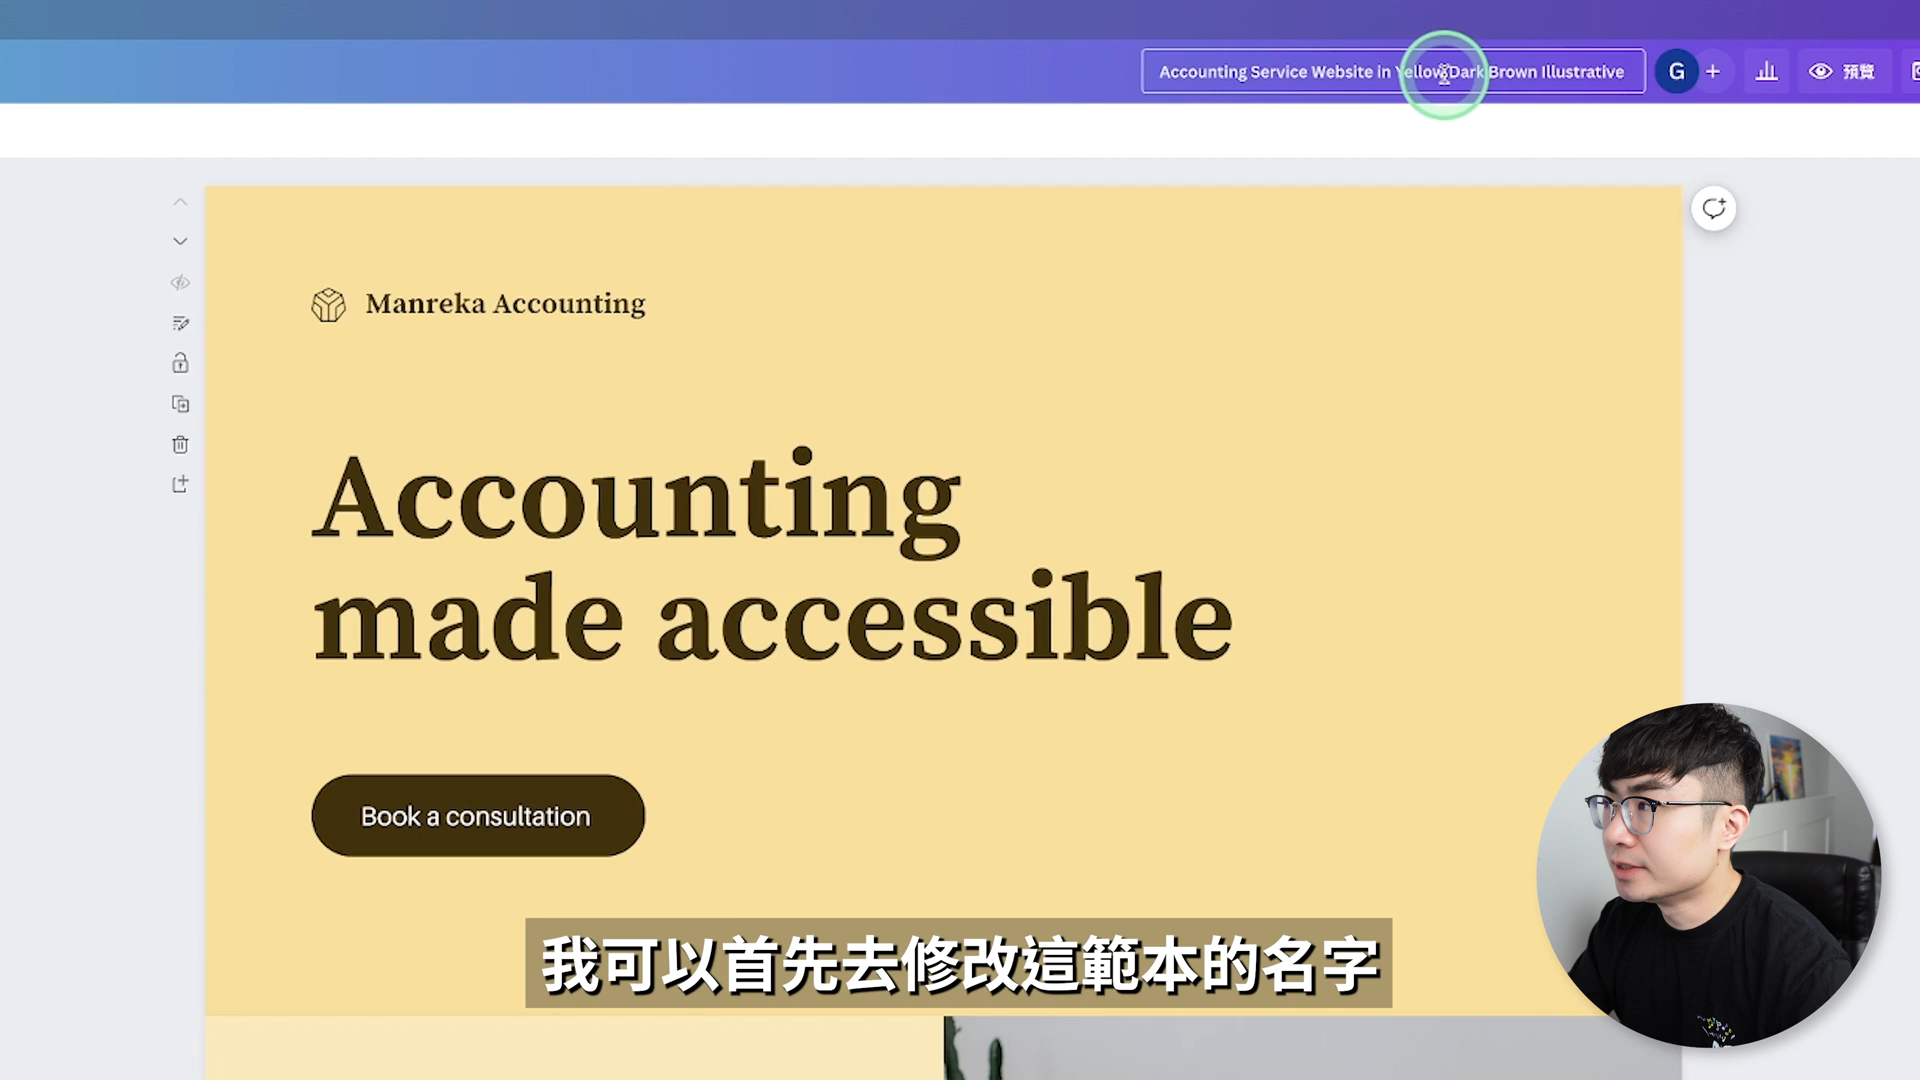 Accounting Service Website in Yellow Dark Brown Illustrative
G
預覽
Manreka Accounting
Accounting
made accessible
Book a consultation
我可以首先去修改這範本的名字